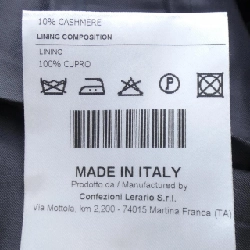 10% CASHMERE
LINING COMPOSITION
LINING
100% CUPRO
P
MADE IN ITALY
Prodotto da / Manufactured by
Confezioni Lerario S.r.l.
Via Mottola, km 2,200 - 74015 Martina Franca (TA)